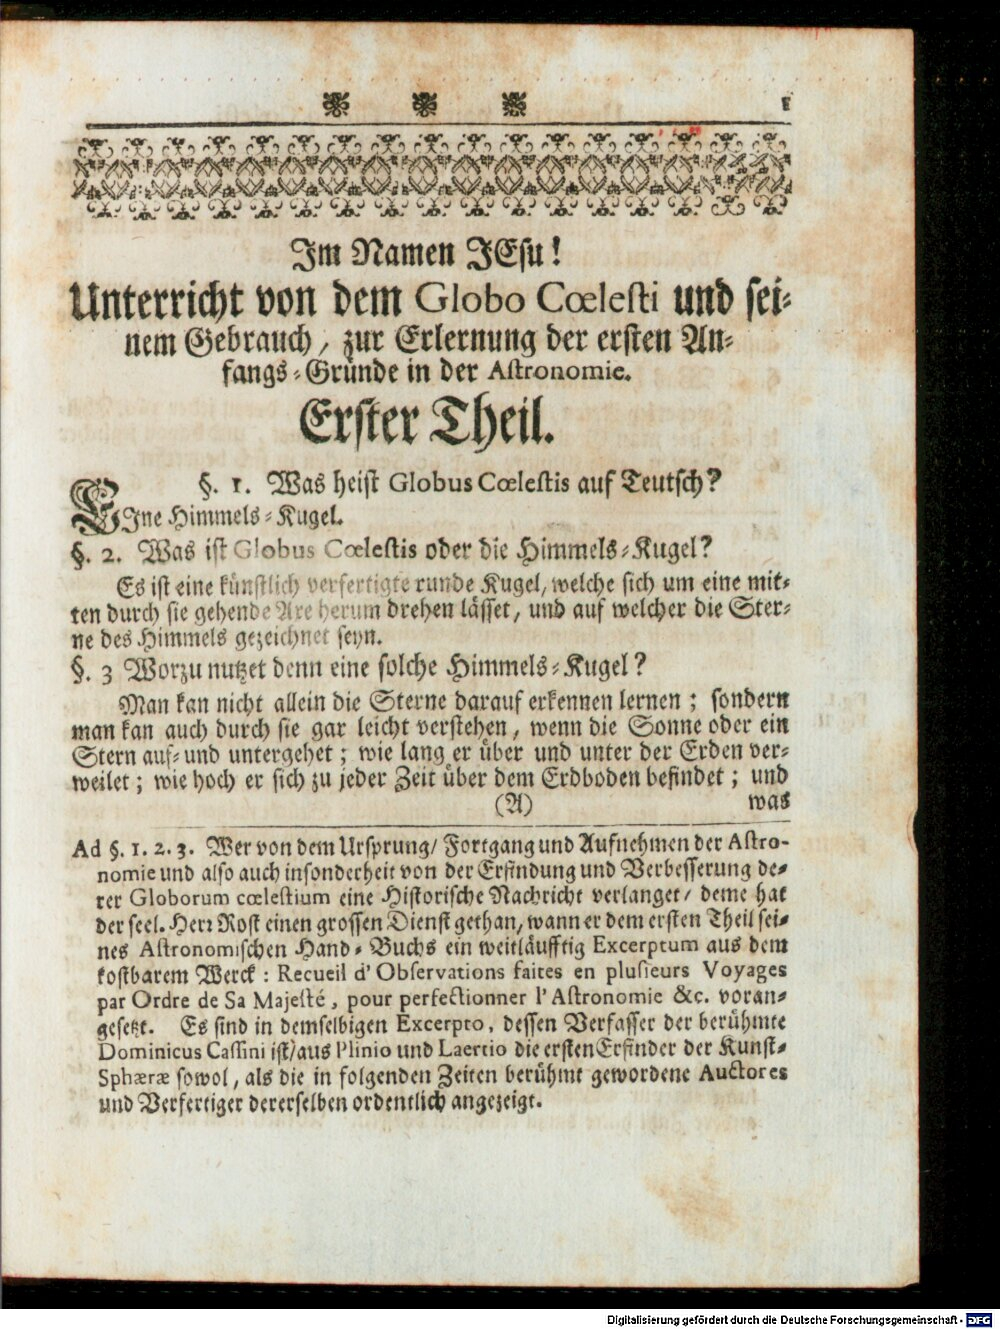 1
Im Namen JEsu!
Unterricht von dem Globo Cœlesti und sei-
nem Gebrauch, zur Erlernung der ersten An-
fangs-Gründe in der Astronomie.
Erster Theil.
§. 1. Was heist Globus Cœlestis auf Teutsch?
EIne Himmels-Kugel.
§. 2. Was ist Globus Cœlestis oder die Himmels-Kugel?
Es ist eine künstlich verfertigte runde Kugel, welche sich um eine mit-
ten durch sie gehende Axe herum drehen lässet, und auf welcher die Ster-
ne des Himmels gezeichnet seyn.
§. 3 Worzu nutzet denn eine solche Himmels-Kugel?
Man kan nicht allein die Sterne darauf erkennen lernen; sondern
man kan auch durch sie gar leicht verstehen, wenn die Sonne oder ein
Stern auf- und untergehet; wie lang er über und unter der Erden ver-
weilet; wie hoch er sich zu jeder Zeit über dem Erdboden befindet; und
(A) was
Ad §. 1. 2. 3. Wer von dem Ursprung/ Fortgang und Aufnehmen der Astro-
nomie und also auch insonderheit von der Erfindung und Verbesserung de-
rer Globorum cœlestium eine Historische Nachricht verlanget/ deme hat
der seel. Herr Rost einen grossen Dienst gethan, wann er dem ersten Theil sei-
nes Astronomischen Hand-Buchs ein weitläufftig Excerptum aus dem
kostbarem Werck: Recueil d'Observations faites en plusieurs Voyages
par Ordre de Sa Majesté, pour perfectionner l'Astronomie &c. voran-
gesetzt. Es sind in demselbigen Excerpto, dessen Verfasser der berühmte
Dominicus Cassini ist/ aus Plinio und Laertio die ersten Erfinder der Kunst-
Sphæræ sowol, als die in folgenden Zeiten berühmt gewordene Auctores
und Verfertiger dererselben ordentlich angezeigt.
Digitalisierung gefördert durch die Deutsche Forschungsgemeinschaft - DFG